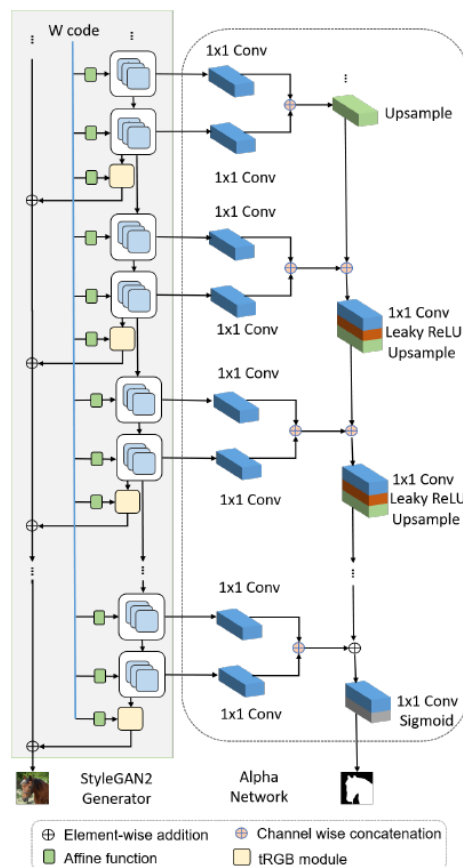 W code
1x1 Conv
Upsample
1x1 Conv
1x1 Conv
1x1 Conv
1x1 Conv
Leaky ReLU
Upsample
1x1 Conv
1x1 Conv
1x1 Conv
Leaky ReLU
Upsample
1x1 Conv
1x1 Conv
1x1 Conv
Sigmoid
StyleGAN2
Generator
Alpha
Network
Element-wise addition
Channel wise concatenation
Affine function
tRGB module